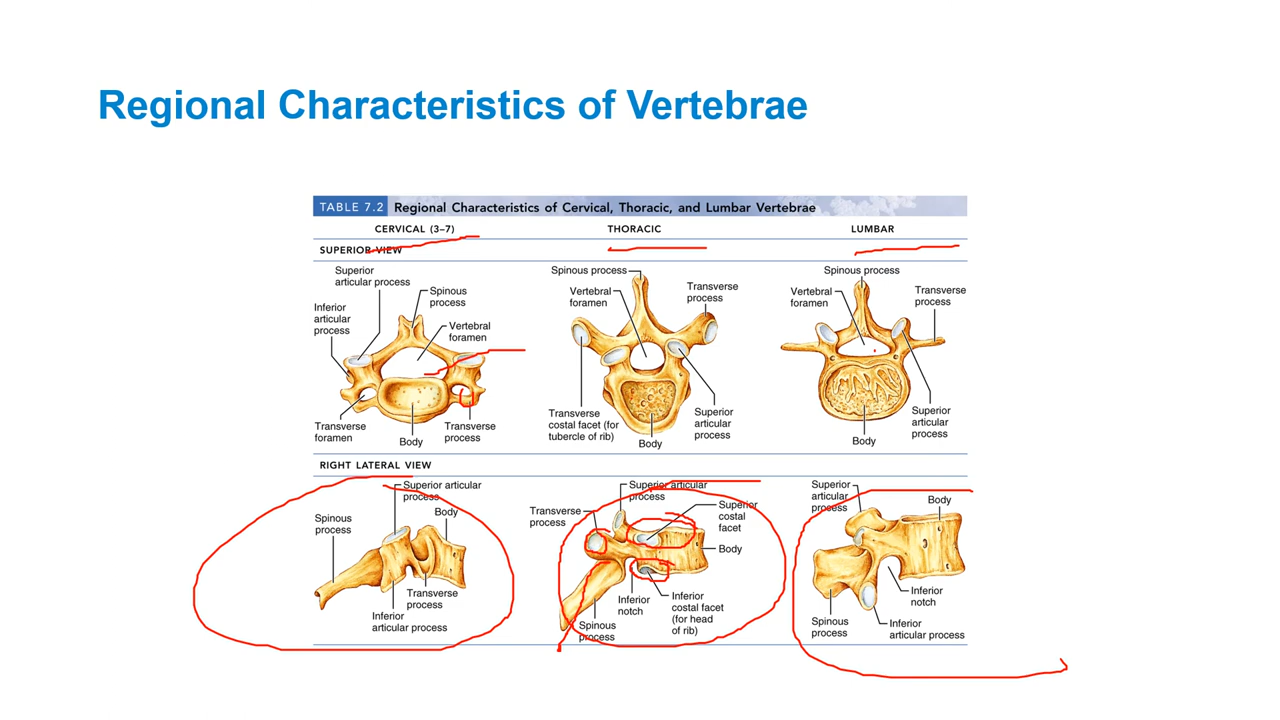 Regional Characteristics of Vertebrae
TABLE 7.2 Regional Characteristics of Cervical, Thoracic, and Lumbar Vertebrae
CERVICAL (3–7)
THORACIC
LUMBAR
SUPERIOR VIEW
Superior
articular process
Spinous
process
Inferior
articular
process
Vertebral
foramen
Transverse
foramen
Body
Transverse
process
Spinous process
Vertebral
foramen
Transverse
process
Transverse
costal facet (for
tubercle of rib)
Body
Superior
articular
process
Spinous process
Vertebral
foramen
Transverse
process
Body
Superior
articular
process
RIGHT LATERAL VIEW
Superior articular
process
Spinous
process
Body
Transverse
process
Inferior
articular process
Superior articular
process
Transverse
process
Superior
costal
facet
Body
Inferior
notch
Inferior
costal facet
(for head
of rib)
Spinous
process
Superior
articular
process
Body
Inferior
notch
Spinous
process
Inferior
articular process